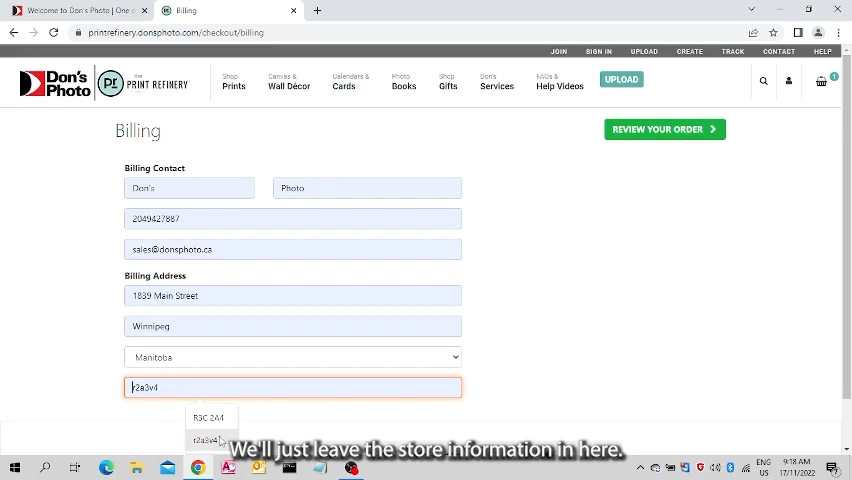 Welcome to Don's Photo | One o
Billing
printrefinery.donsphoto.com/checkout/billing
JOIN SIGN IN UPLOAD CREATE TRACK CONTACT HELP
Don's Photo
pr the PRINT REFINERY
Shop Prints
Canvas & Wall Décor
Calendars & Cards
Photo Books
Shop Gifts
Don's Services
FAQs & Help Videos
UPLOAD
1
Billing
REVIEW YOUR ORDER
Billing Contact
Don's Photo
2049427887
sales@donsphoto.ca
Billing Address
1839 Main Street
Winnipeg
Manitoba
r2a3v4
R3C 2A4
r2a3v4
We'll just leave the store information in here.
ENG 9:18 AM
US 17/11/2022